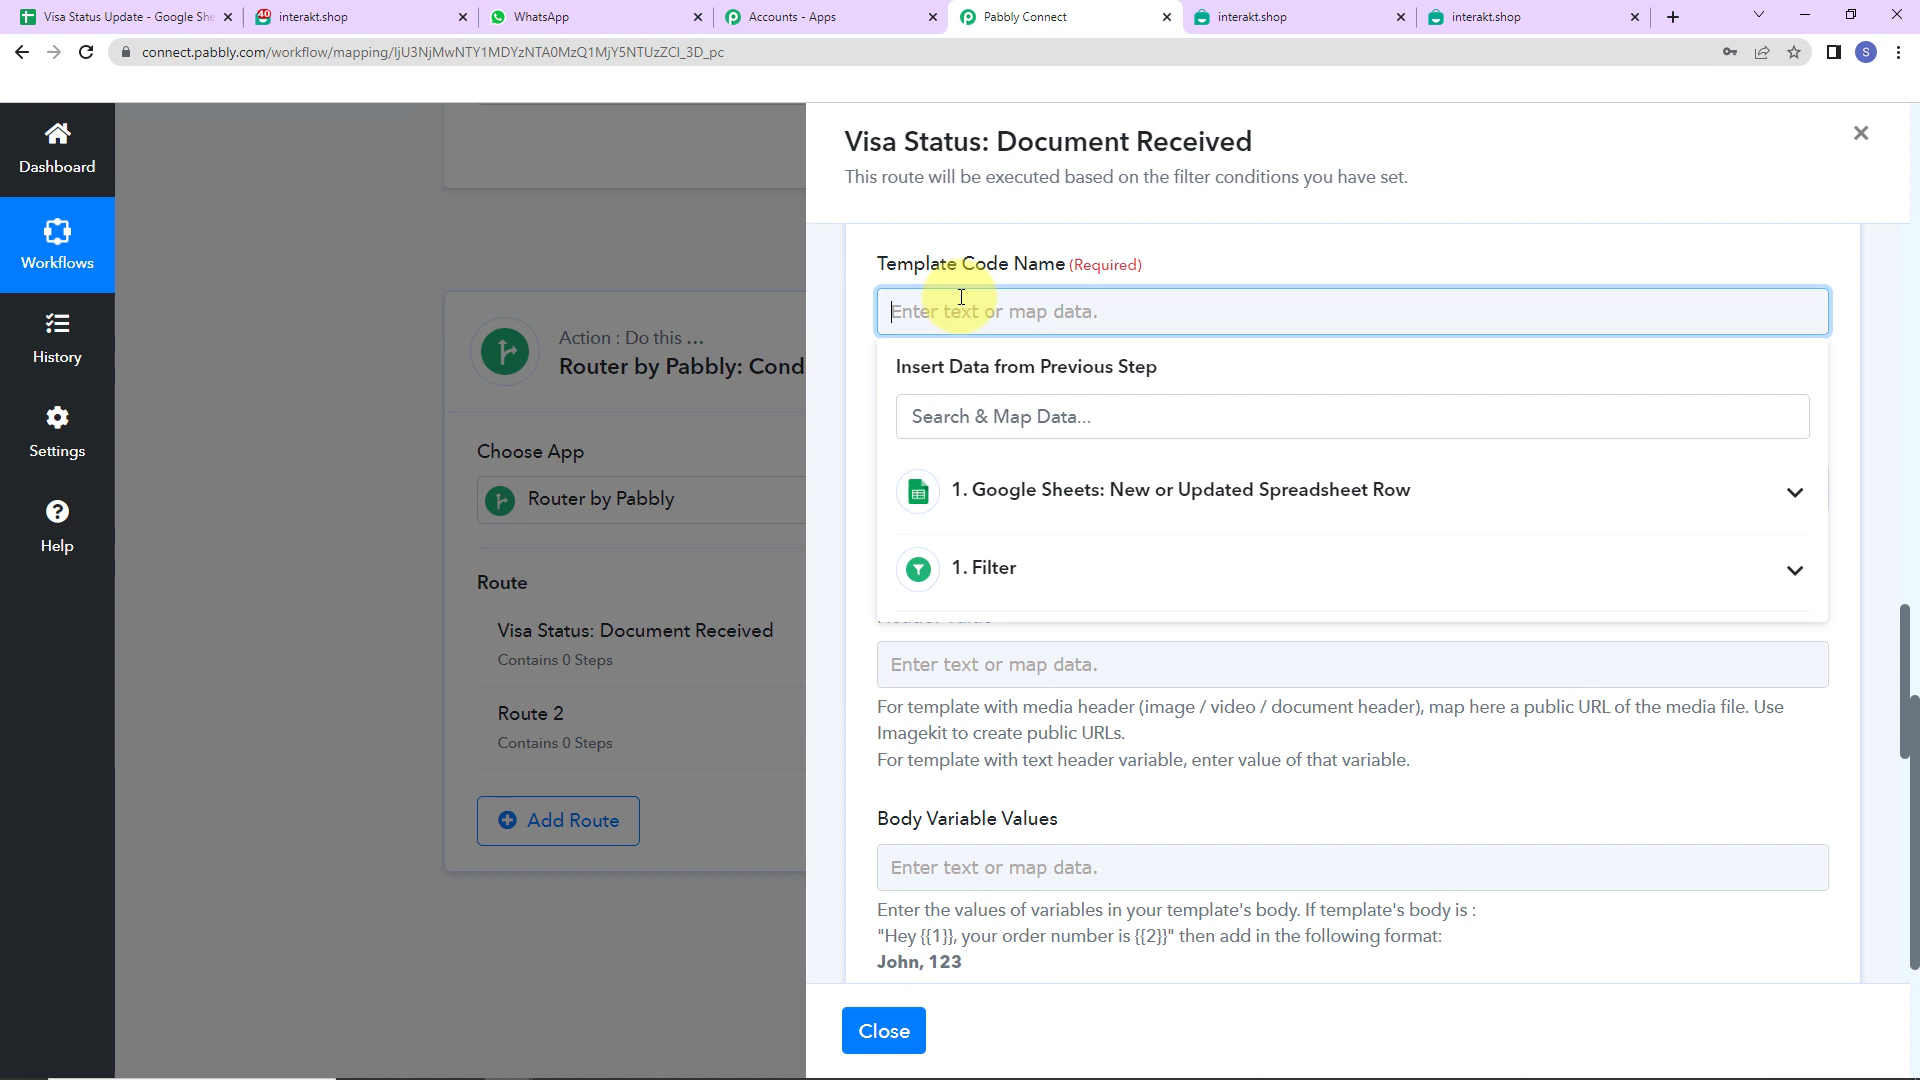 Visa Status Update - Google She
interakt.shop
WhatsApp
Accounts - Apps
Pabbly Connect
interakt.shop
interakt.shop
connect.pabbly.com/workflow/mapping/IjU3NjMwNTY1MDYzNTA0MzQ1MjY5NTUzZCI_3D_pc
S
Dashboard
Workflows
History
Settings
Help
Action : Do this ...
Router by Pabbly: Cond
Choose App
Router by Pabbly
Route
Visa Status: Document Received
Contains 0 Steps
Route 2
Contains 0 Steps
Add Route
Visa Status: Document Received
This route will be executed based on the filter conditions you have set.
Template Code Name (Required)
Enter text or map data.
Insert Data from Previous Step
Search & Map Data...
1. Google Sheets: New or Updated Spreadsheet Row
1. Filter
Enter text or map data.
For template with media header (image / video / document header), map here a public URL of the media file. Use
Imagekit to create public URLs.
For template with text header variable, enter value of that variable.
Body Variable Values
Enter text or map data.
Enter the values of variables in your template's body. If template's body is :
"Hey {{1}}, your order number is {{2}}" then add in the following format:
John, 123
Close